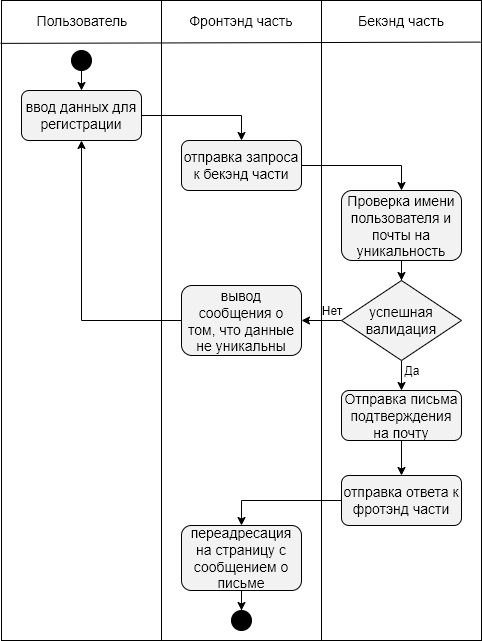 Пользователь
Фронтэнд часть
Бекэнд часть
ввод данных для
регистрации
отправка запроса
к бекэнд части
Проверка имени
пользователя и
почты на
уникальность
вывод
сообщения о
том, что данные
не уникальны
Нет
успешная
валидация
Да
Отправка письма
подтверждения
на почту
отправка ответа к
фротэнд части
переадресация
на страницу с
сообщением о
письме